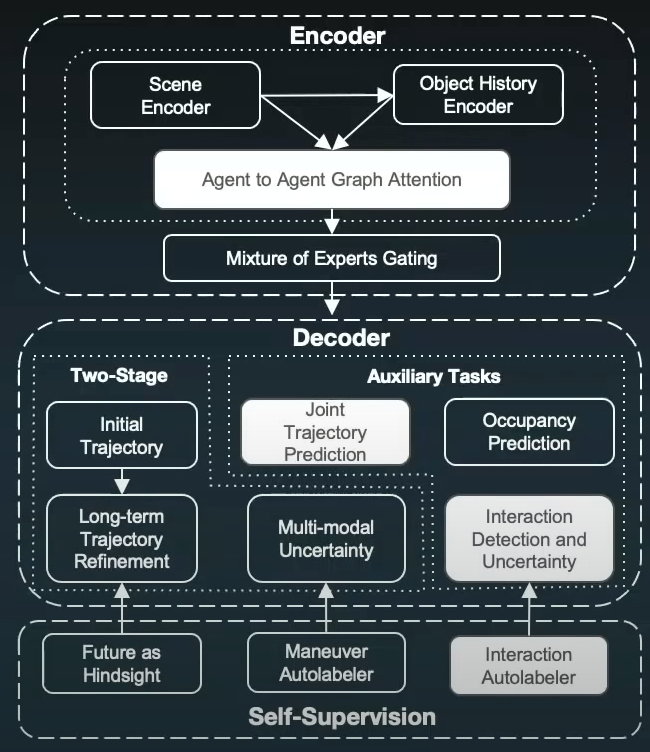 Encoder
Scene
Encoder
Object History
Encoder
Agent to Agent Graph Attention
Mixture of Experts Gating
Decoder
Two-Stage
Auxiliary Tasks
Initial
Trajectory
Joint
Trajectory
Prediction
Occupancy
Prediction
Long-term
Trajectory
Refinement
Multi-modal
Uncertainty
Interaction
Detection and
Uncertainty
Future as
Hindsight
Maneuver
Autolabeler
Interaction
Autolabeler
Self-Supervision